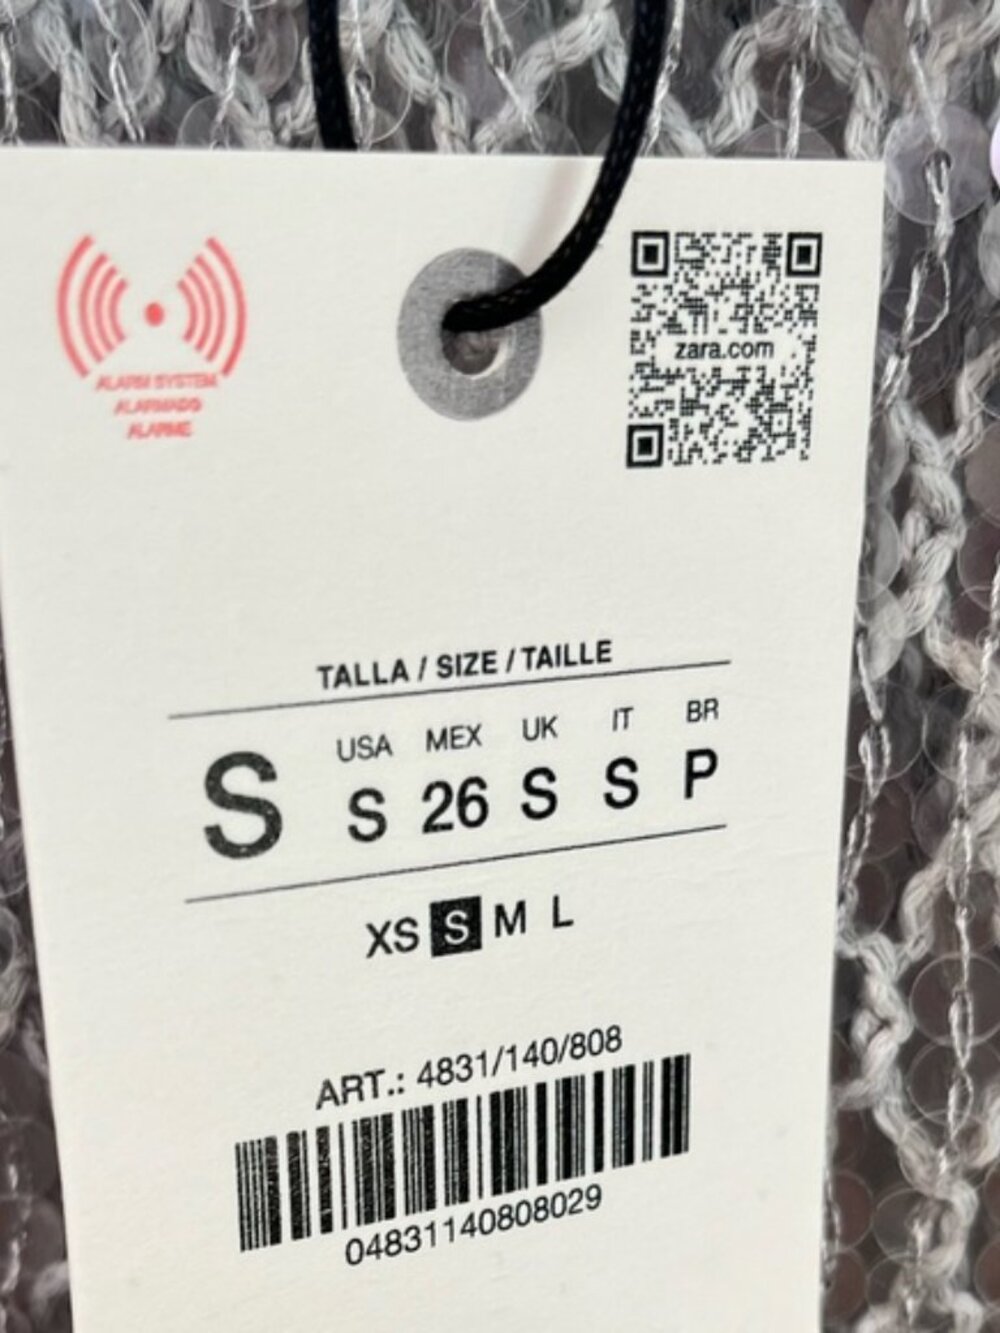 zara.com
ALARM SYSTEM
ALARMADO
ALARME
TALLA / SIZE / TAILLE
USA MEX UK IT BR
S S 26 S S P
XS S M L
ART.: 4831/140/808
04831140808029